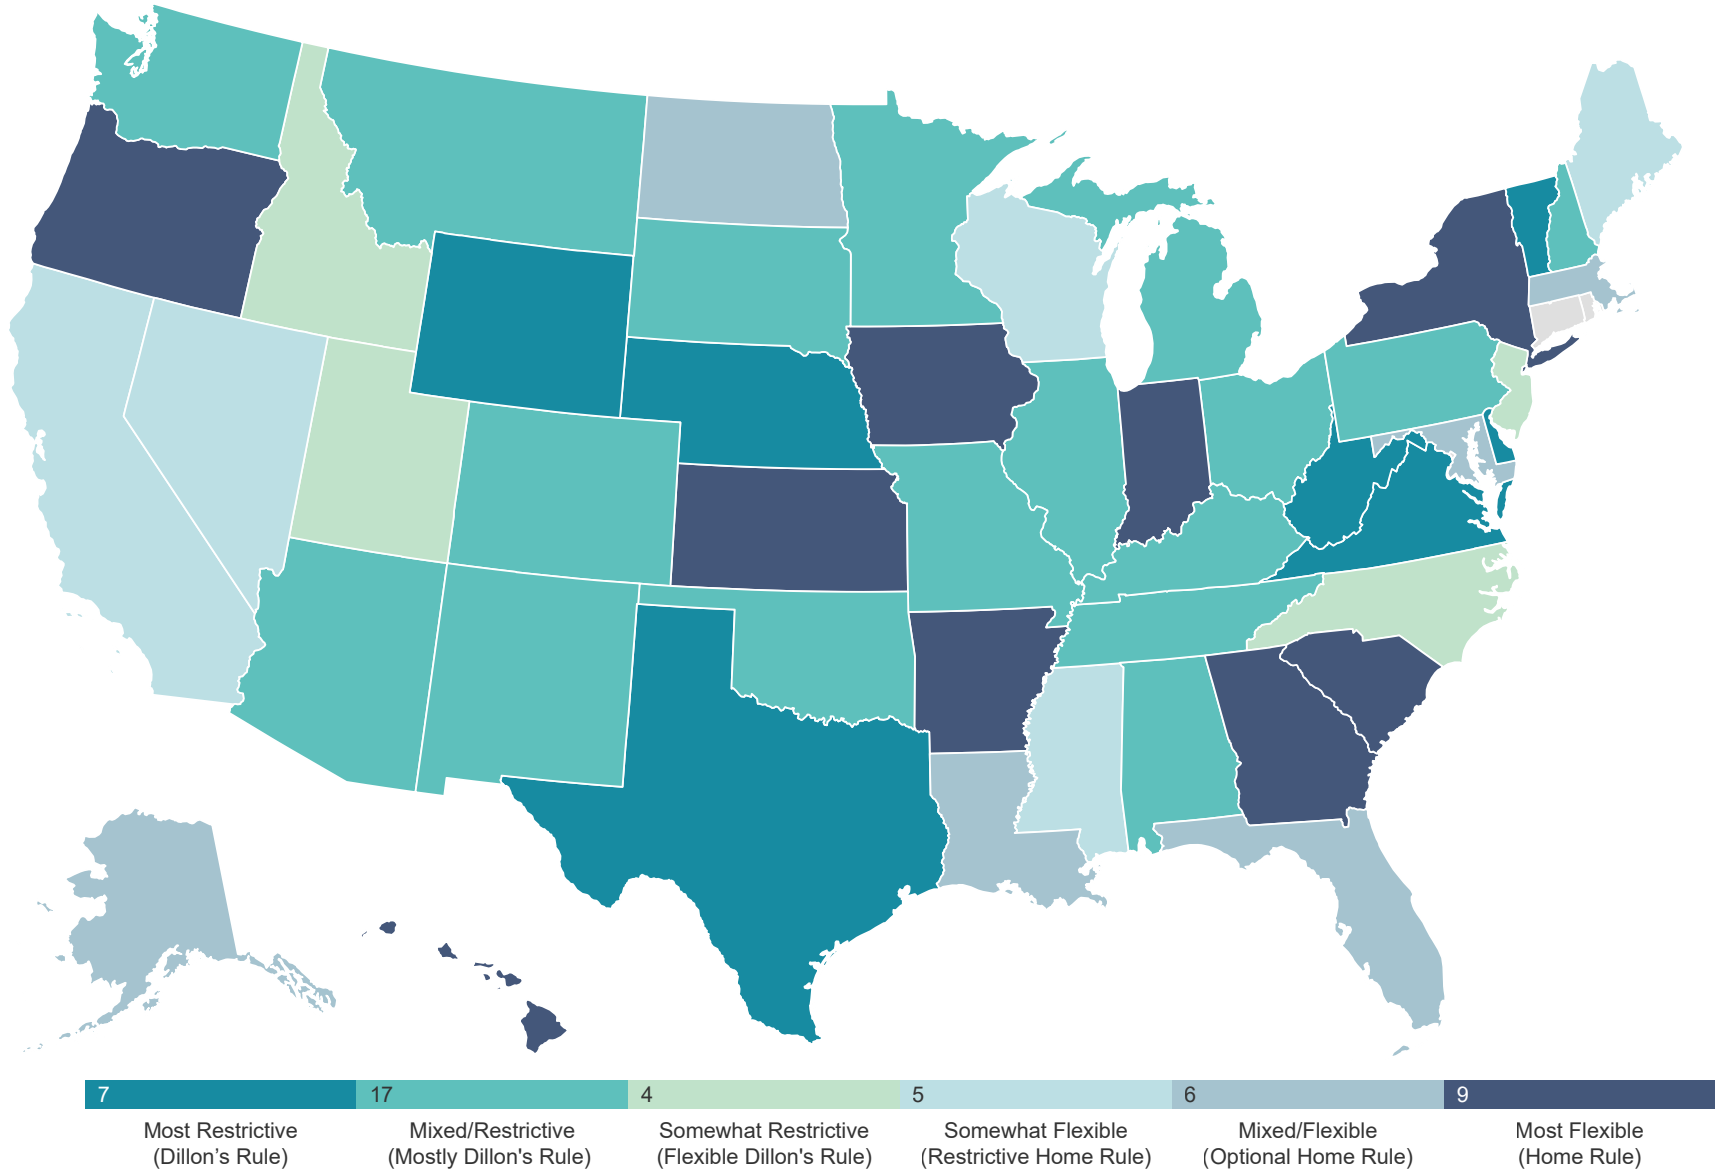 7 17 4 5 6 9
Most Restrictive Mixed/Restrictive Somewhat Restrictive Somewhat Flexible Mixed/Flexible Most Flexible
(Dillon’s Rule) (Mostly Dillon's Rule) (Flexible Dillon's Rule) (Restrictive Home Rule) (Optional Home Rule) (Home Rule)